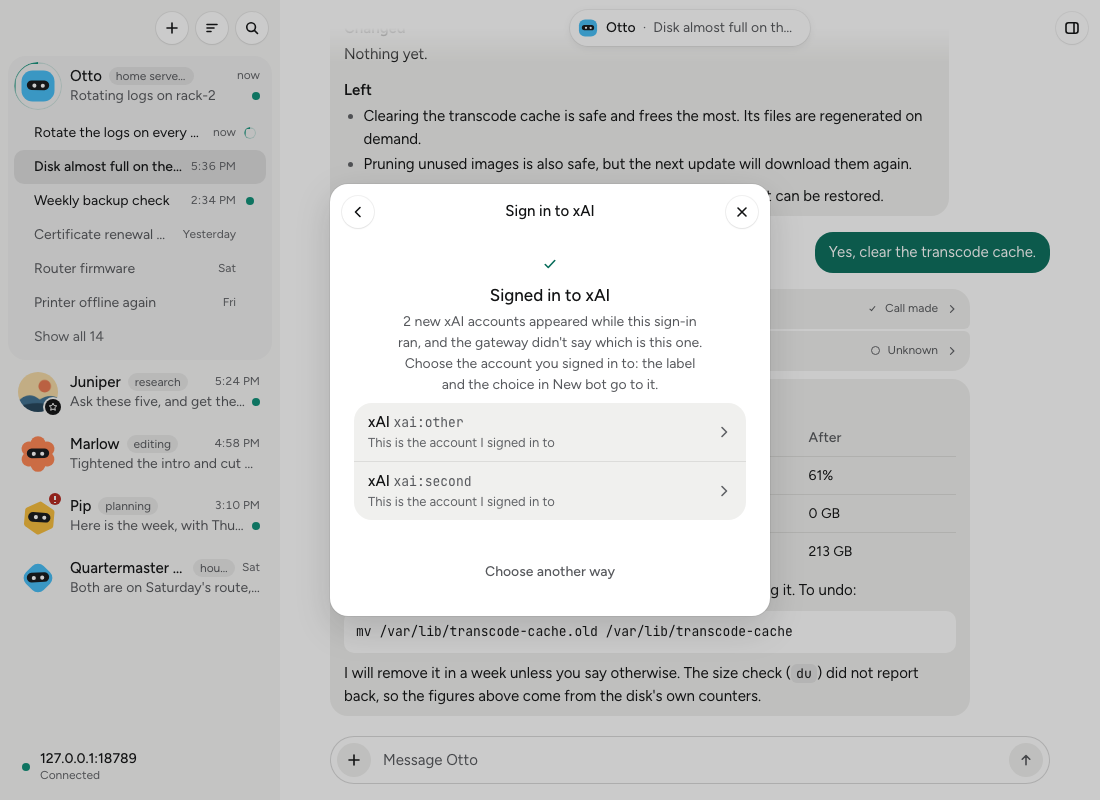 Otto · Disk almost full on th...
Otto home serve... now
Rotating logs on rack-2
Rotate the logs on every ... now
Disk almost full on the... 5:36 PM
Weekly backup check 2:34 PM
Certificate renewal ... Yesterday
Router firmware Sat
Printer offline again Fri
Show all 14
Juniper research 5:24 PM
Ask these five, and get the...
Marlow editing 4:58 PM
Tightened the intro and cut ...
Pip planning 3:10 PM
Here is the week, with Thu...
Quartermaster ... hou... Sat
Both are on Saturday's route,...
127.0.0.1:18789
Connected
Changed
Nothing yet.
Left
Clearing the transcode cache is safe and frees the most. Its files are regenerated on
demand.
Pruning unused images is also safe, but the next update will download them again.
can be restored.
Yes, clear the transcode cache.
Call made
Unknown
After
61%
0 GB
213 GB
it. To undo:
mv /var/lib/transcode-cache.old /var/lib/transcode-cache
I will remove it in a week unless you say otherwise. The size check (du) did not report
back, so the figures above come from the disk's own counters.
Message Otto
Sign in to xAI
Signed in to xAI
2 new xAI accounts appeared while this sign-in
ran, and the gateway didn't say which is this one.
Choose the account you signed in to: the label
and the choice in New bot go to it.
xAI xai:other
This is the account I signed in to
xAI xai:second
This is the account I signed in to
Choose another way